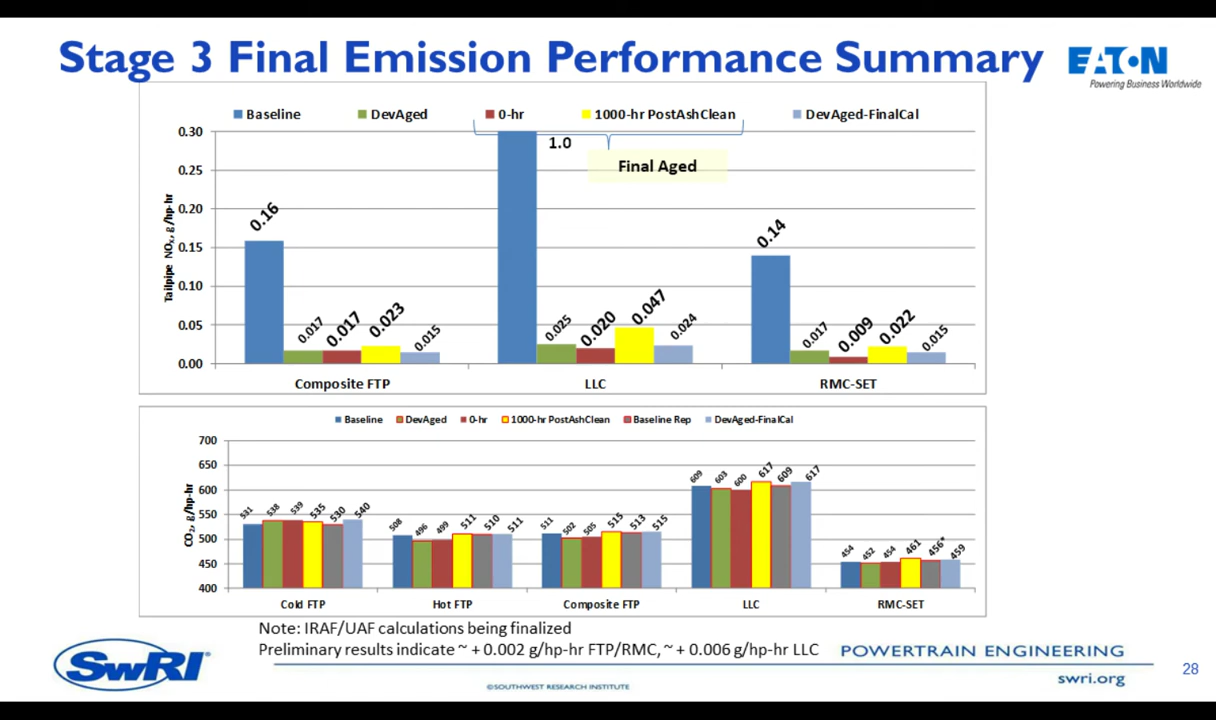 Stage 3 Final Emission Performance Summary
EATON
Powering Business Worldwide
Baseline DevAged 0-hr 1000-hr PostAshClean DevAged-FinalCal
Final Aged
Tailpipe NOx, g/hp-hr
0.30
0.25
0.20
0.15
0.10
0.05
0.00
0.16 0.017 0.017 0.023 0.015
1.0 0.025 0.020 0.047 0.024
0.14 0.017 0.009 0.022 0.015
Composite FTP LLC RMC-SET
Baseline DevAged 0-hr 1000-hr PostAshClean Baseline Rep DevAged-FinalCal
CO2, g/hp-hr
700
650
600
550
500
450
400
531 538 539 535 530 540
508 496 499 511 510 511
511 502 505 515 513 515
609 603 600 617 609 617
454 452 454 461 456* 459
Cold FTP Hot FTP Composite FTP LLC RMC-SET
Note: IRAF/UAF calculations being finalized
Preliminary results indicate ~ + 0.002 g/hp-hr FTP/RMC, ~ + 0.006 g/hp-hr LLC
SwRI
POWERTRAIN ENGINEERING
swri.org
©SOUTHWEST RESEARCH INSTITUTE
28